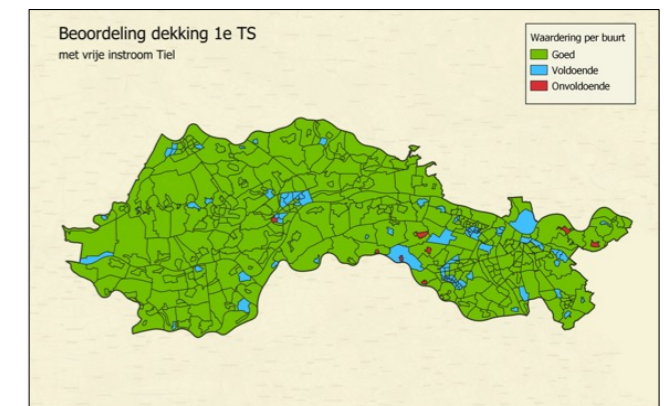 Beoordeling dekking 1e TS
met vrije instroom Tiel
Waardering per buurt
Goed
Voldoende
Onvoldoende